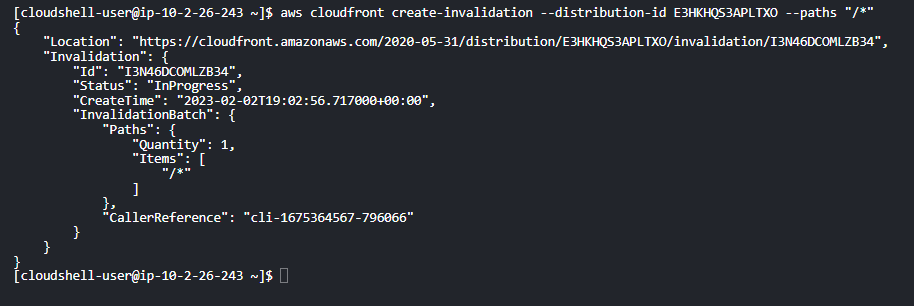 [cloudshell-user@ip-10-2-26-243 ~]$ aws cloudfront create-invalidation --distribution-id E3HKHQS3APLTXO --paths "/*"
{
    "Location": "https://cloudfront.amazonaws.com/2020-05-31/distribution/E3HKHQS3APLTXO/invalidation/I3N46DCOMLZB34",
    "Invalidation": {
        "Id": "I3N46DCOMLZB34",
        "Status": "InProgress",
        "CreateTime": "2023-02-02T19:02:56.717000+00:00",
        "InvalidationBatch": {
            "Paths": {
                "Quantity": 1,
                "Items": [
                    "/*"
                ]
            },
            "CallerReference": "cli-1675364567-796066"
        }
    }
}
[cloudshell-user@ip-10-2-26-243 ~]$